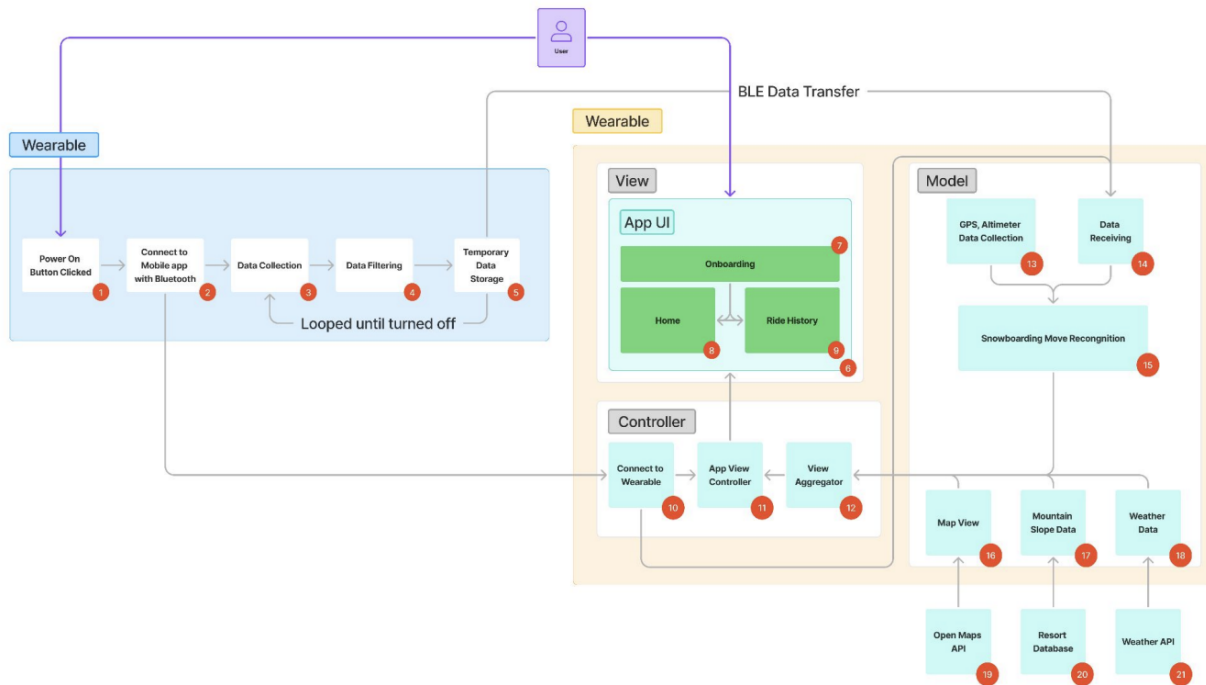 User
BLE Data Transfer
Wearable
Wearable
View
Model
App UI
GPS, Altimeter
Data Collection
13
Data
Receiving
14
Power On
Button Clicked
1
Connect to
Mobile app
with Bluetooth
2
Data Collection
3
Data Filtering
4
Temporary
Data
Storage
5
Looped until turned off
Onboarding
7
Home
8
Ride History
9
6
Snowboarding Move Recongnition
15
Controller
Connect to
Wearable
10
App View
Controller
11
View
Aggregator
12
Map View
16
Mountain
Slope Data
17
Weather
Data
18
Open Maps
API
19
Resort
Database
20
Weather API
21